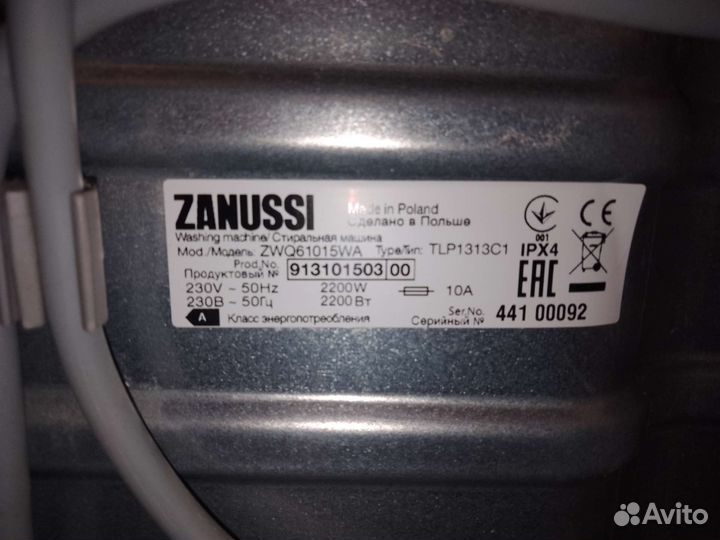 ZANUSSI
Made in Poland
Сделано в Польше
Washing machine/ Стиральная машина
Mod./Модель ZWQ61015WA Type/Тип: TLP1313C1
Prod.No.
Продуктовый № 913101503 00
230V ~ 50Hz 2200W 10A
230В ~ 50Гц 2200Вт
A Класс энергопотребления
001
CE
IPX4
EAC
Ser.No.
Серийный № 441 00092
Avito